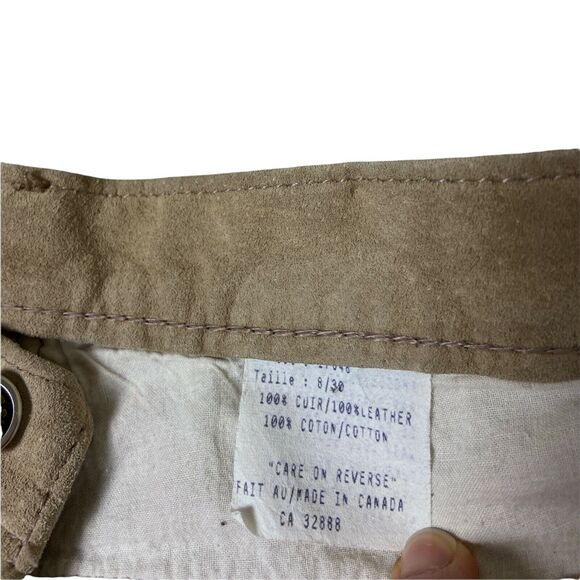 Taille : 8/30
100% CUIR/100%LEATHER
100% COTON/COTTON
"CARE ON REVERSE"
FAIT AU/MADE IN CANADA
CA 32888